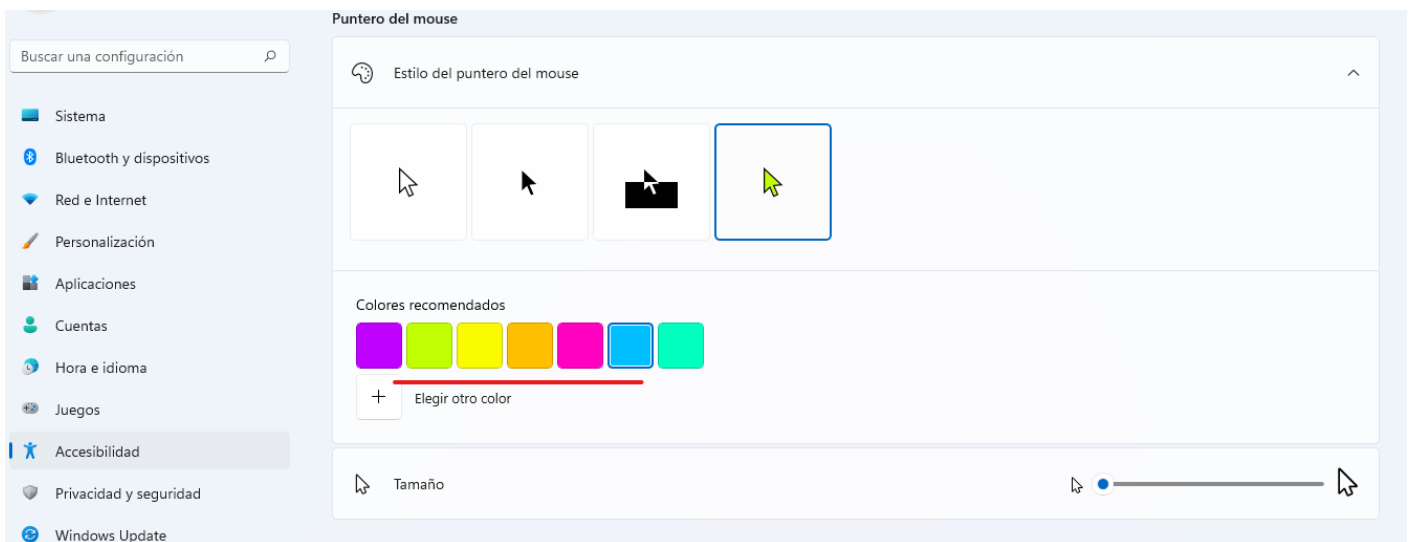 Puntero del mouse
Buscar una configuración
Estilo del puntero del mouse
Sistema
Bluetooth y dispositivos
Red e Internet
Personalización
Aplicaciones
Cuentas
Hora e idioma
Juegos
Accesibilidad
Privacidad y seguridad
Windows Update
Colores recomendados
Elegir otro color
Tamaño